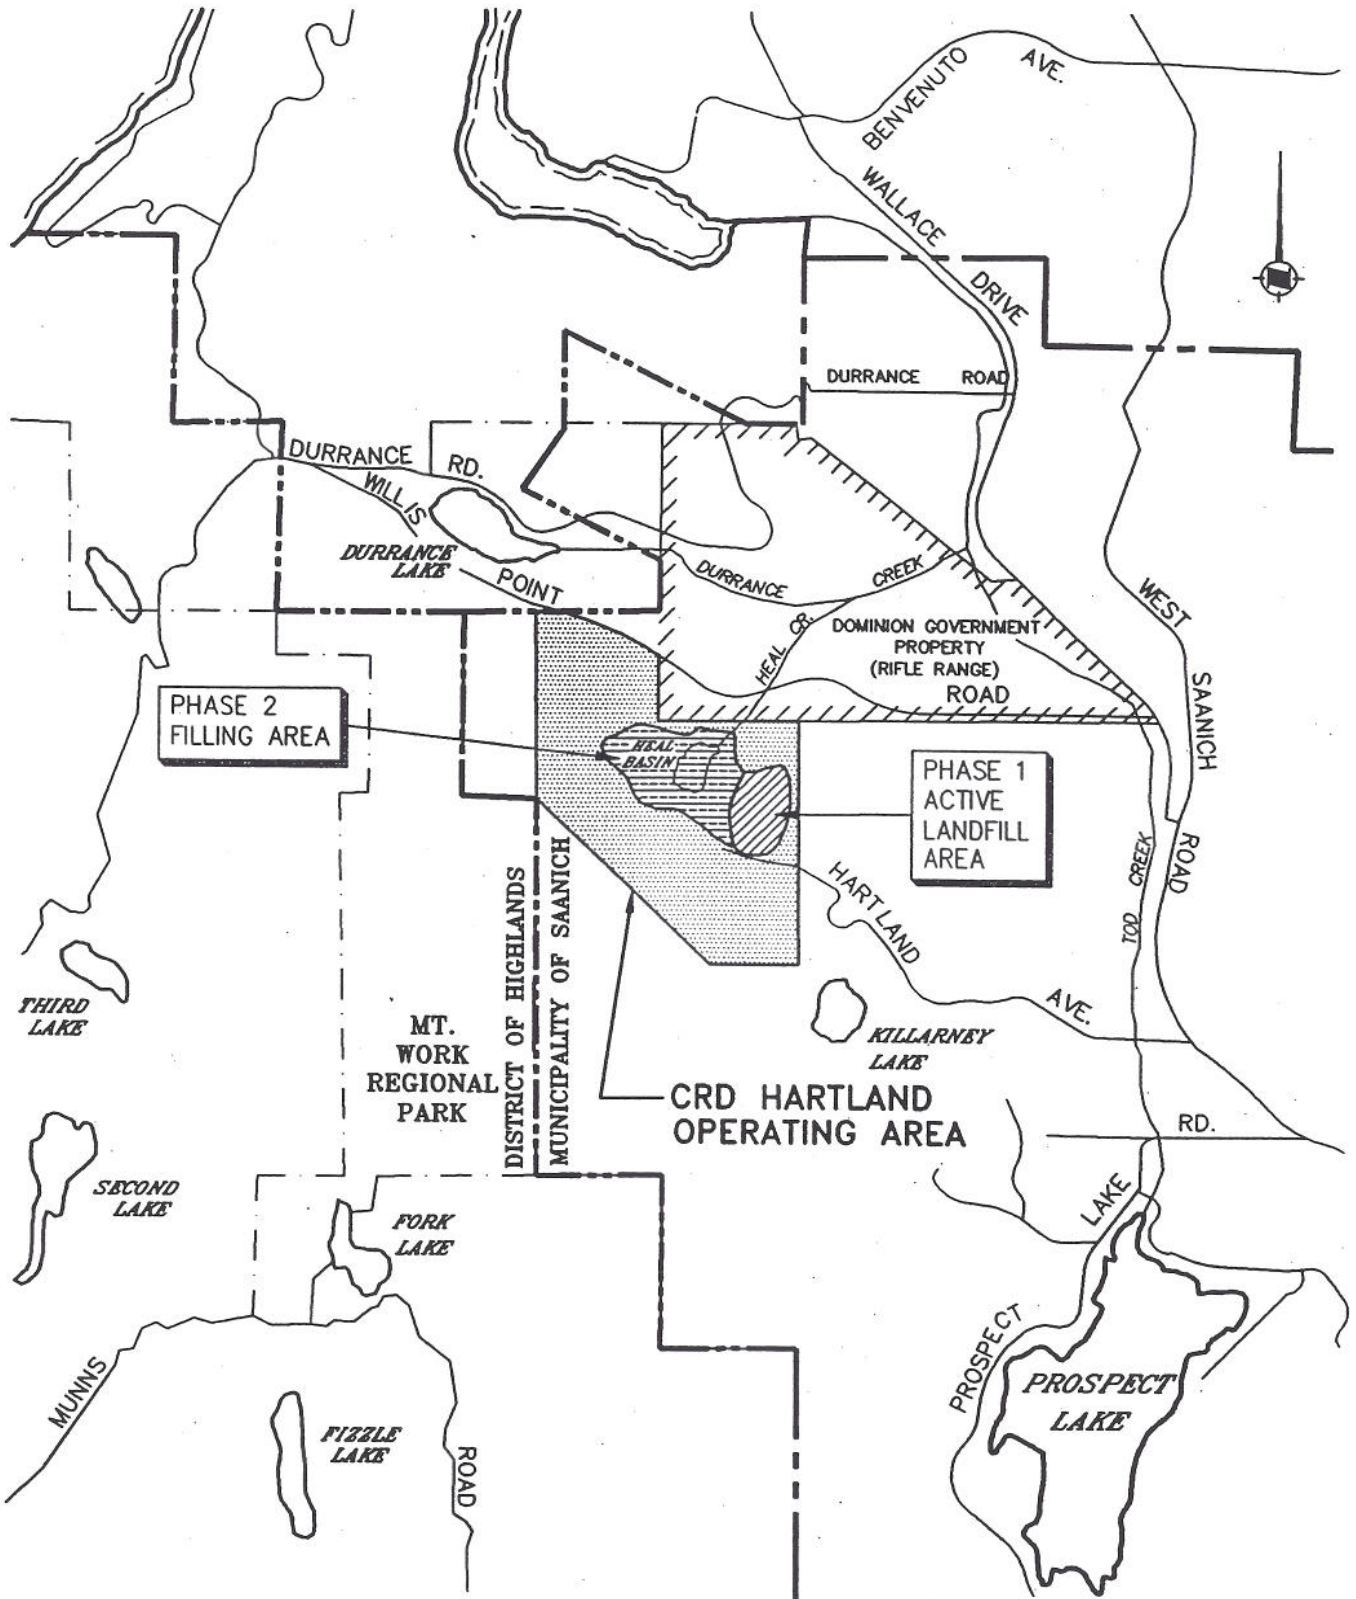 BENVENUTO AVE.
WALLACE DRIVE
DURRANCE ROAD
DURRANCE RD.
WILLIS
DURRANCE
LAKE
POINT
DURRANCE CREEK
HEAL CR.
DOMINION GOVERNMENT
PROPERTY
(RIFLE RANGE)
ROAD
WEST SAANICH ROAD
PHASE 2
FILLING AREA
HEAL
BASIN
PHASE 1
ACTIVE
LANDFILL
AREA
TOD CREEK
HARTLAND AVE.
DISTRICT OF HIGHLANDS
MUNICIPALITY OF SAANICH
THIRD
LAKE
MT.
WORK
REGIONAL
PARK
KILLARNEY
LAKE
CRD HARTLAND
OPERATING AREA
SECOND
LAKE
FORK
LAKE
PROSPECT LAKE RD.
PROSPECT
LAKE
MUNNS ROAD
FIZZLE
LAKE